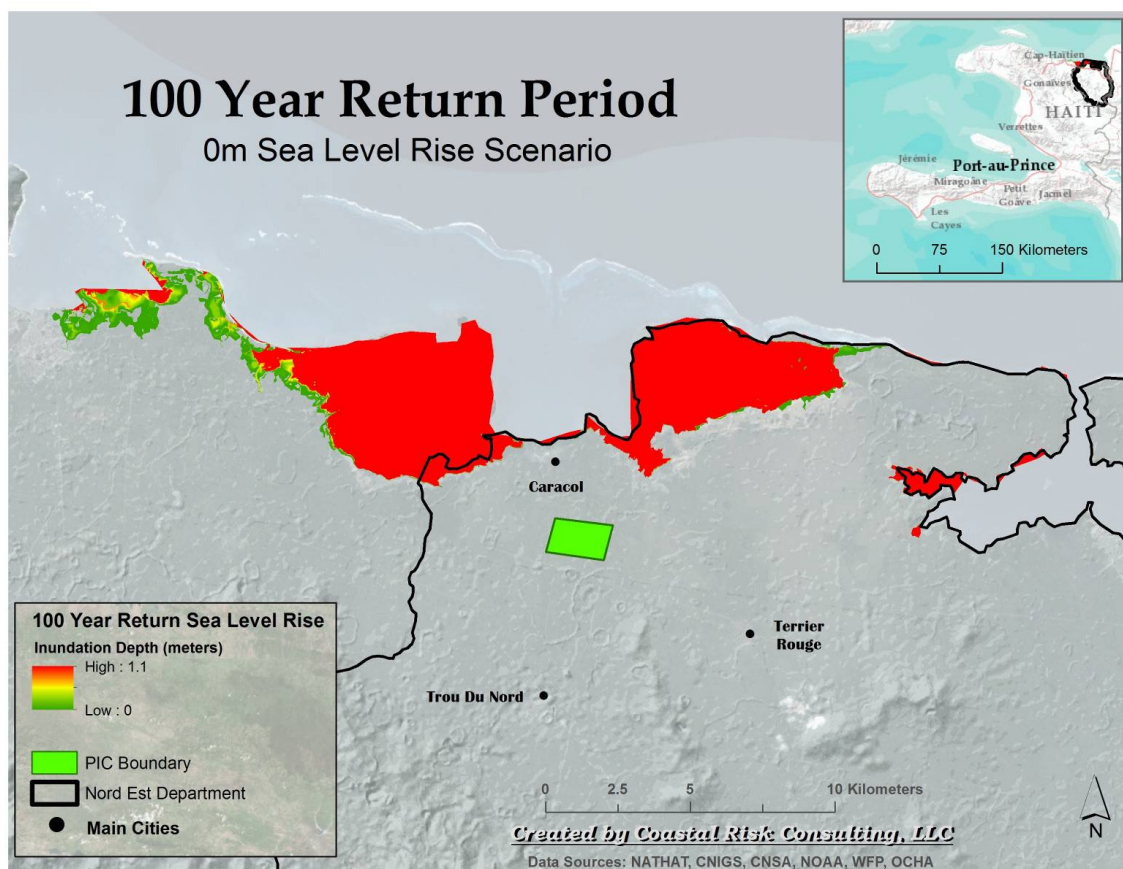 100 Year Return Period
0m Sea Level Rise Scenario
Cap-Haïtien
Gonaïves
HAITI
Verrettes
Jérémie
Port-au-Prince
Miragoâne
Petit
Goave
Jacmel
Les
Cayes
0 75 150 Kilometers
Caracol
Terrier
Rouge
Trou Du Nord
100 Year Return Sea Level Rise
Inundation Depth (meters)
High : 1.1
Low : 0
PIC Boundary
Nord Est Department
Main Cities
0 2.5 5 10 Kilometers
Created by Coastal Risk Consulting, LLC
Data Sources: NATHAT, CNIGS, CNSA, NOAA, WFP, OCHA
N